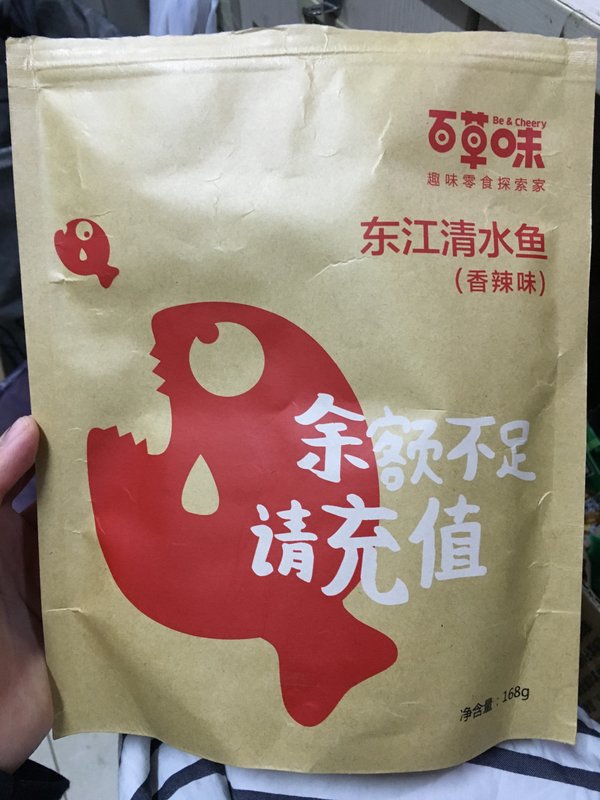 Be & Cheery
百草味
趣味零食探索家
东江清水鱼
(香辣味)
余额不足
请充值
净含量：168g